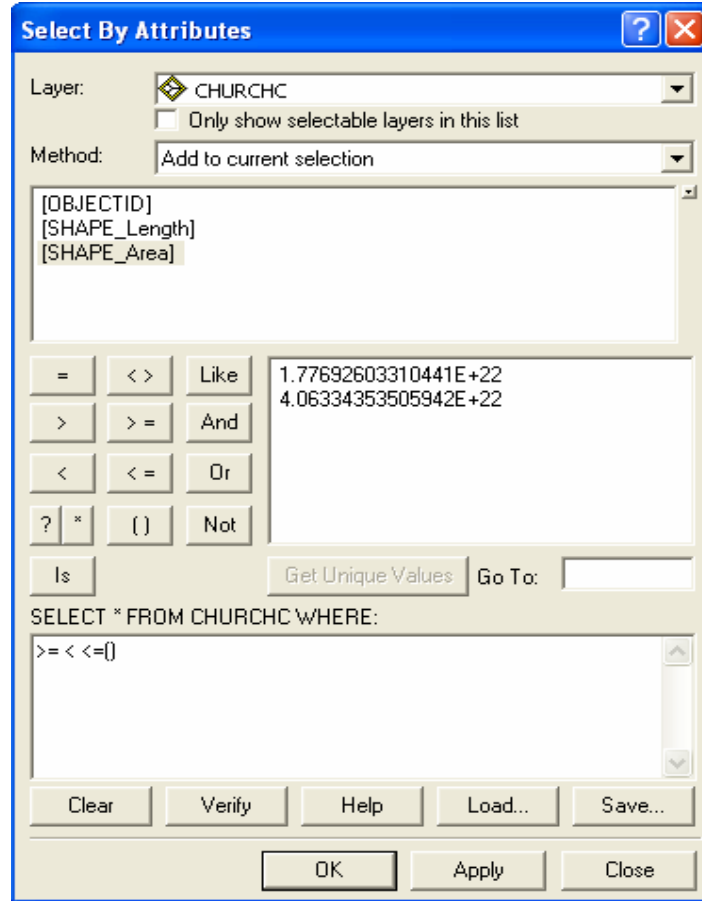 Select By Attributes ?
Layer: CHURCHC
Only show selectable layers in this list
Method: Add to current selection
[OBJECTID]
[SHAPE_Length]
[SHAPE_Area]
= < > Like
> > = And
< < = Or
? * ( ) Not
Is
1.77692603310441E+22
4.06334353505942E+22
Get Unique Values Go To:
SELECT * FROM CHURCHC WHERE:
>= < <=()
Clear Verify Help Load... Save...
OK Apply Close